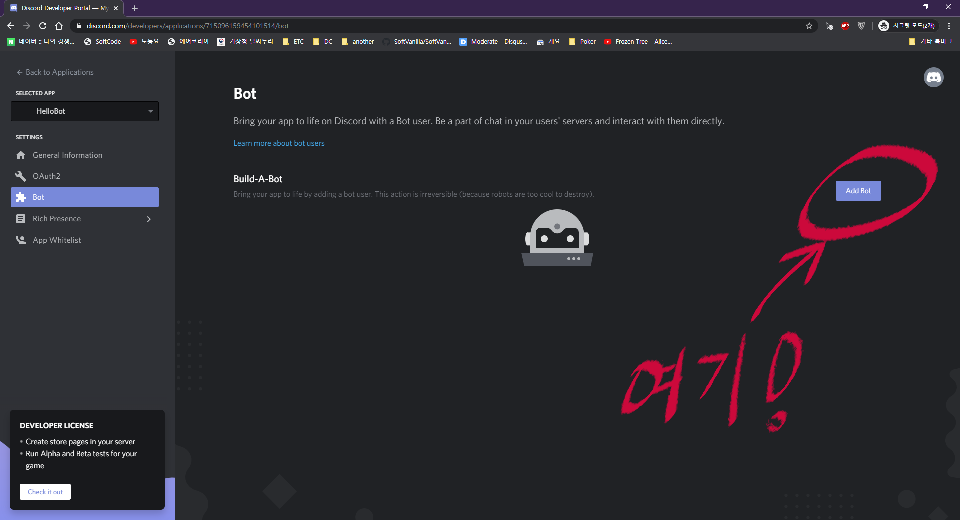 Discord Developer Portal — My
discord.com/developers/applications/715096159454101514/bot
SoftCode
ETC
DC
another
SoftVanilla/SoftVan...
Moderate
Disqus...
게임
Poker
Frozen Tree
Alice...
← Back to Applications
SELECTED APP
HelloBot
SETTINGS
General Information
OAuth2
Bot
Rich Presence
App Whitelist
DEVELOPER LICENSE
• Create store pages in your server
• Run Alpha and Beta tests for your
game
Check it out
Bot
Bring your app to life on Discord with a Bot user. Be a part of chat in your users' servers and interact with them directly.
Learn more about bot users
Build-A-Bot
Bring your app to life by adding a bot user. This action is irreversible (because robots are too cool to destroy).
Add Bot
여기!